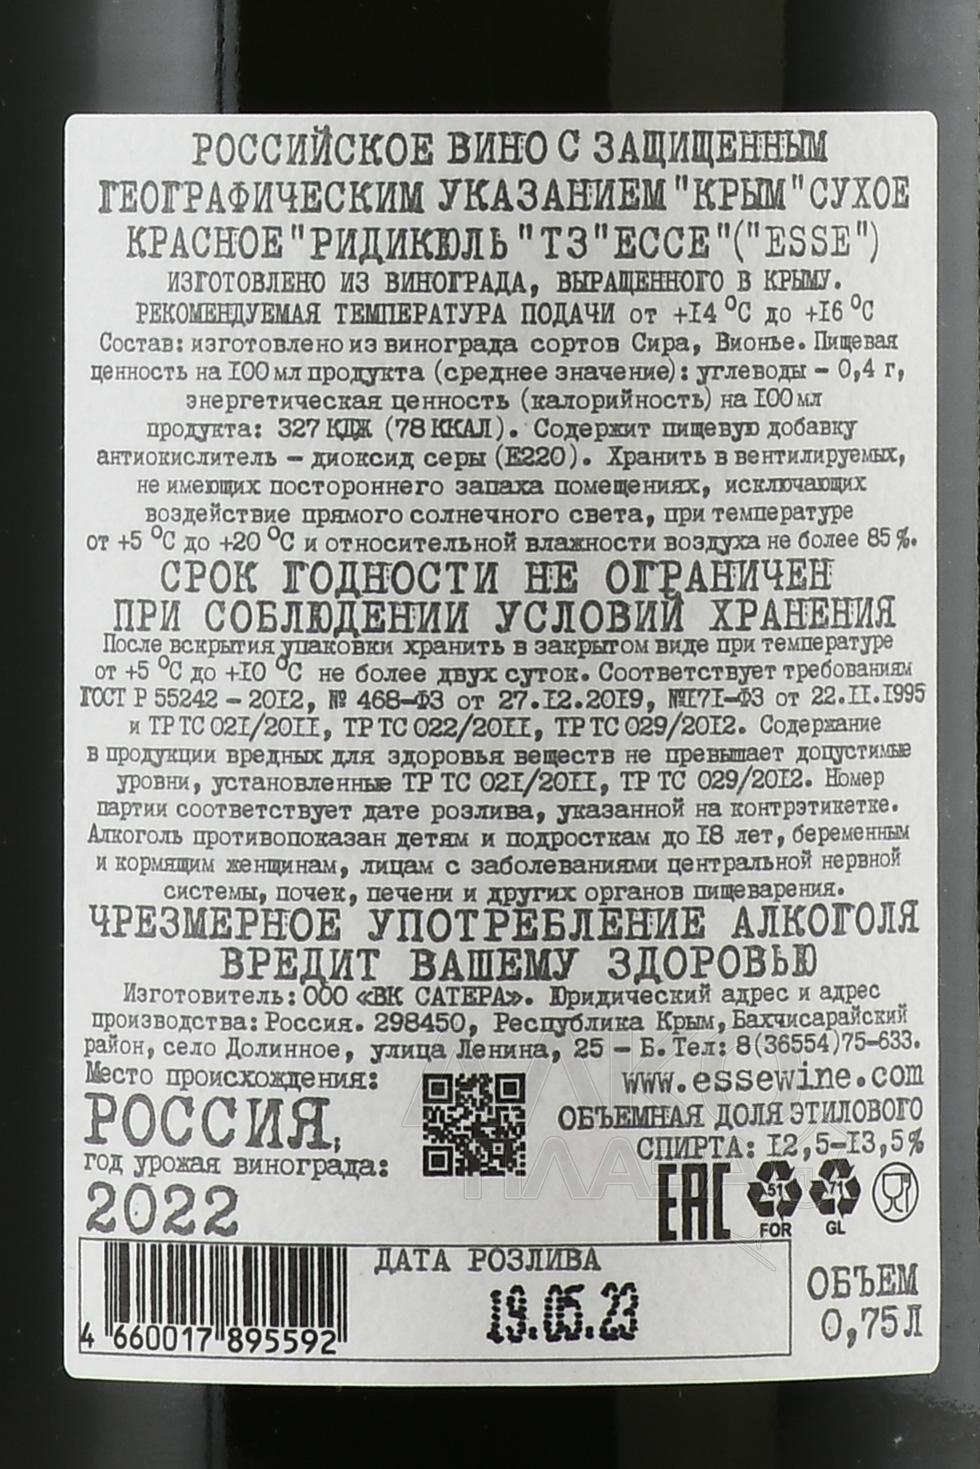 РОССИЙСКОЕ ВИНО С ЗАЩИЩЕННЫМ
ГЕОГРАФИЧЕСКИМ УКАЗАНИЕМ "КРЫМ" СУХОЕ
КРАСНОЕ "РИДИКЮЛЬ" ТЗ "ЕССЕ" ("ESSE")
ИЗГОТОВЛЕНО ИЗ ВИНОГРАДА, ВЫРАЩЕННОГО В КРЫМУ.
РЕКОМЕНДУЕМАЯ ТЕМПЕРАТУРА ПОДАЧИ от +14 °С до +16 °С
Состав: изготовлено из винограда сортов Сира, Вионье. Пищевая
ценность на 100 мл продукта (среднее значение): углеводы – 0,4 г,
энергетическая ценность (калорийность) на 100 мл
продукта: 327 КДЖ (78 ККАЛ). Содержит пищевую добавку
антиокислитель – диоксид серы (Е220). Хранить в вентилируемых,
не имеющих постороннего запаха помещениях, исключающих
воздействие прямого солнечного света, при температуре
от +5 °С до +20 °С и относительной влажности воздуха не более 85 %.
СРОК ГОДНОСТИ НЕ ОГРАНИЧЕН
ПРИ СОБЛЮДЕНИИ УСЛОВИЙ ХРАНЕНИЯ
После вскрытия упаковки хранить в закрытом виде при температуре
от +5 °С до +10 °С не более двух суток. Соответствует требованиям
ГОСТ Р 55242 – 2012, № 468-ФЗ от 27.12.2019, №171-ФЗ от 22.11.1995
и ТР ТС 021/2011, ТР ТС 022/2011, ТР ТС 029/2012. Содержание
в продукции вредных для здоровья веществ не превышает допустимые
уровни, установленные ТР ТС 021/2011, ТР ТС 029/2012. Номер
партии соответствует дате розлива, указанной на контрэтикетке.
Алкоголь противопоказан детям и подросткам до 18 лет, беременным
и кормящим женщинам, лицам с заболеваниями центральной нервной
системы, почек, печени и других органов пищеварения.
ЧРЕЗМЕРНОЕ УПОТРЕБЛЕНИЕ АЛКОГОЛЯ
ВРЕДИТ ВАШЕМУ ЗДОРОВЬЮ
Изготовитель: ООО «ВК САТЕРА». Юридический адрес и адрес
производства: Россия. 298450, Республика Крым, Бахчисарайский
район, село Долинное, улица Ленина, 25 – Б. Тел: 8(36554)75-633.
Место происхождения:
РОССИЯ,
год урожая винограда:
2022
www.essewine.com
ОБЪЕМНАЯ ДОЛЯ ЭТИЛОВОГО
СПИРТА: 12,5-13,5%
EAC 51 FOR 71 GL
4 660017 895592
ДАТА РОЗЛИВА
19.05.23
ОБЪЕМ
0,75 Л